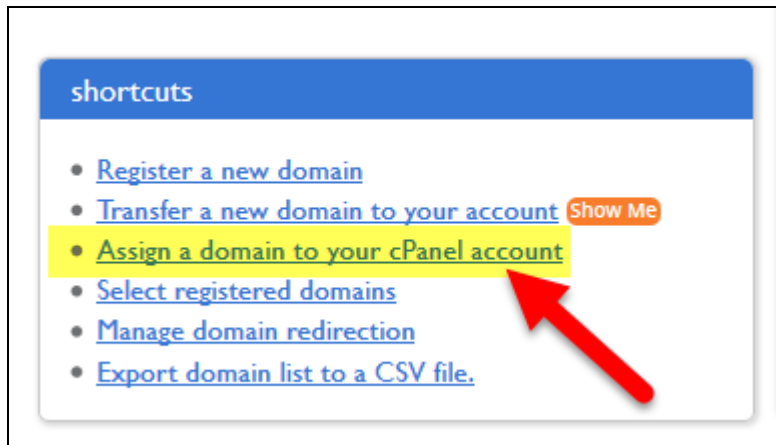 shortcuts
Register a new domain
Transfer a new domain to your account Show Me
Assign a domain to your cPanel account
Select registered domains
Manage domain redirection
Export domain list to a CSV file.